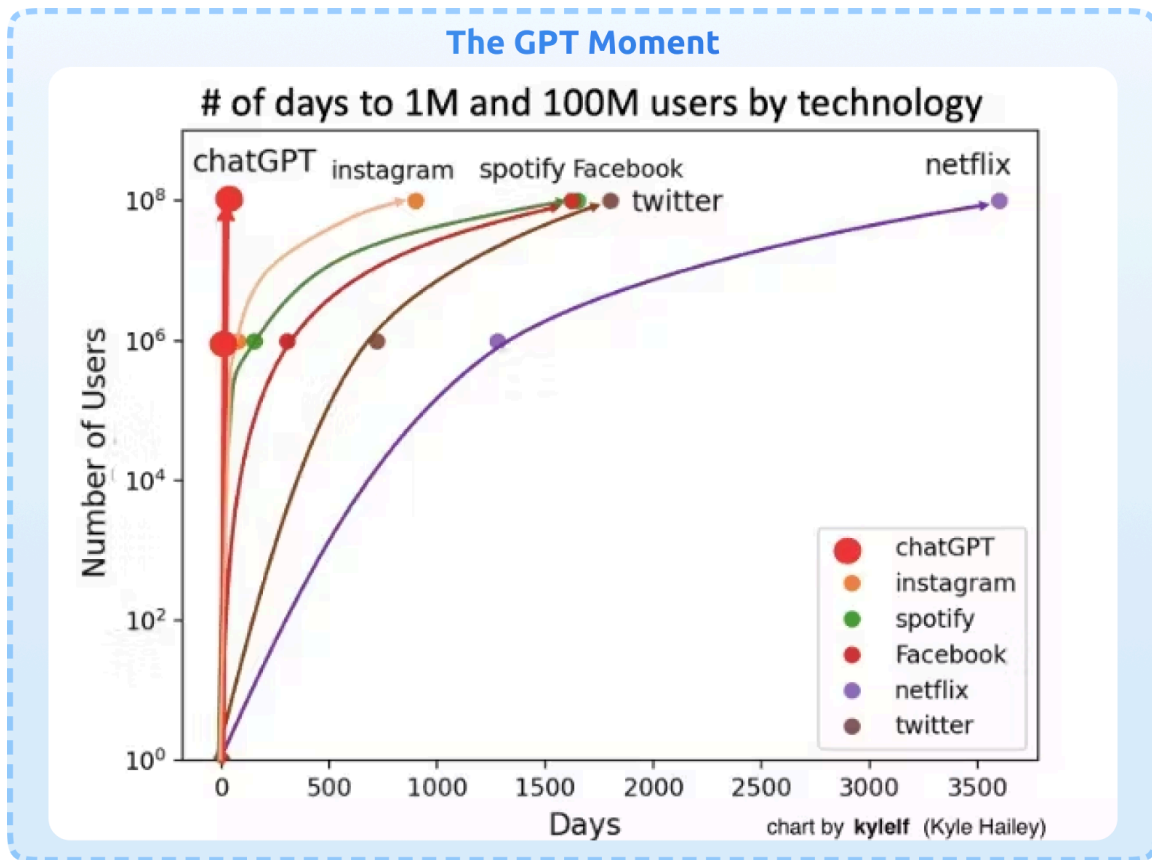 The GPT Moment
# of days to 1M and 100M users by technology
chatGPT
instagram
spotify
Facebook
netflix
twitter
10⁸
10⁶
10⁴
10²
10⁰
Number of Users
0
500
1000
1500
2000
2500
3000
3500
Days
chatGPT
instagram
spotify
Facebook
netflix
twitter
chart by kylelf (Kyle Hailey)